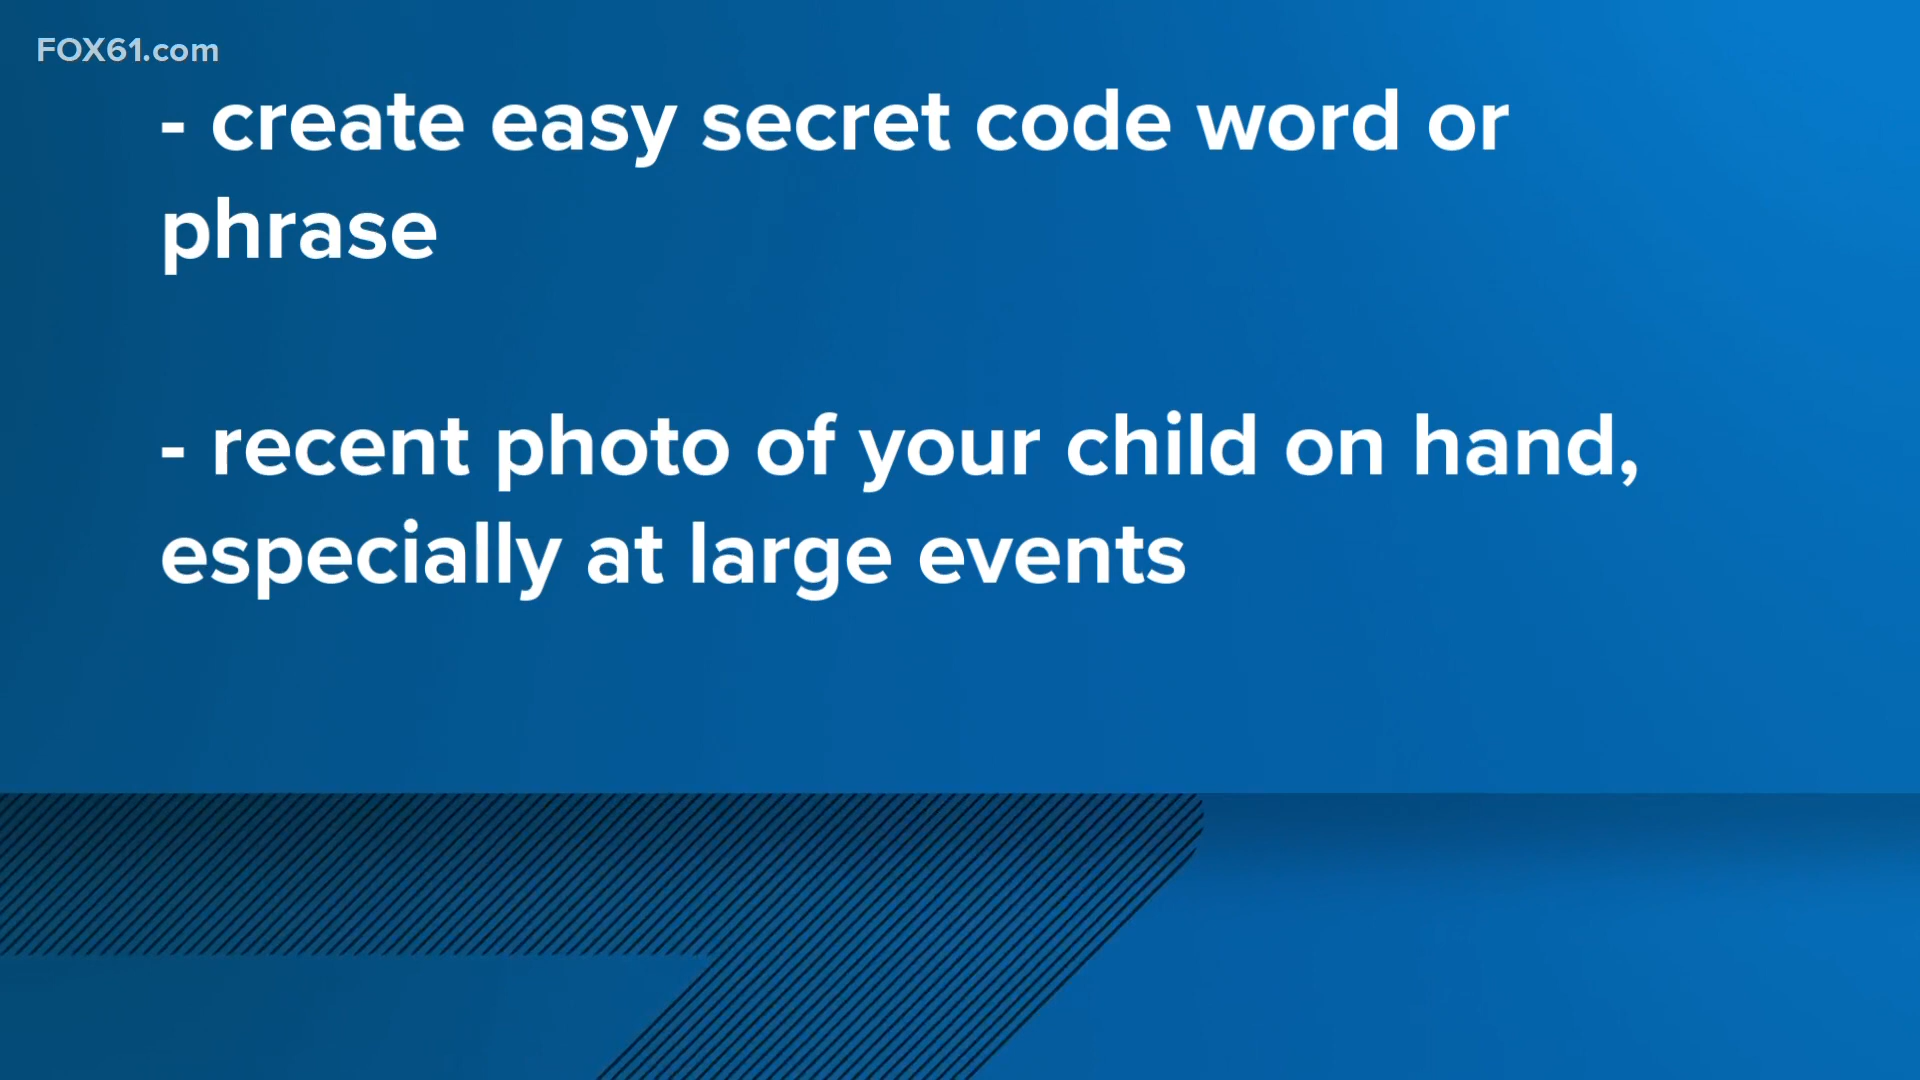 FOX61.com
- create easy secret code word or
phrase
- recent photo of your child on hand,
especially at large events